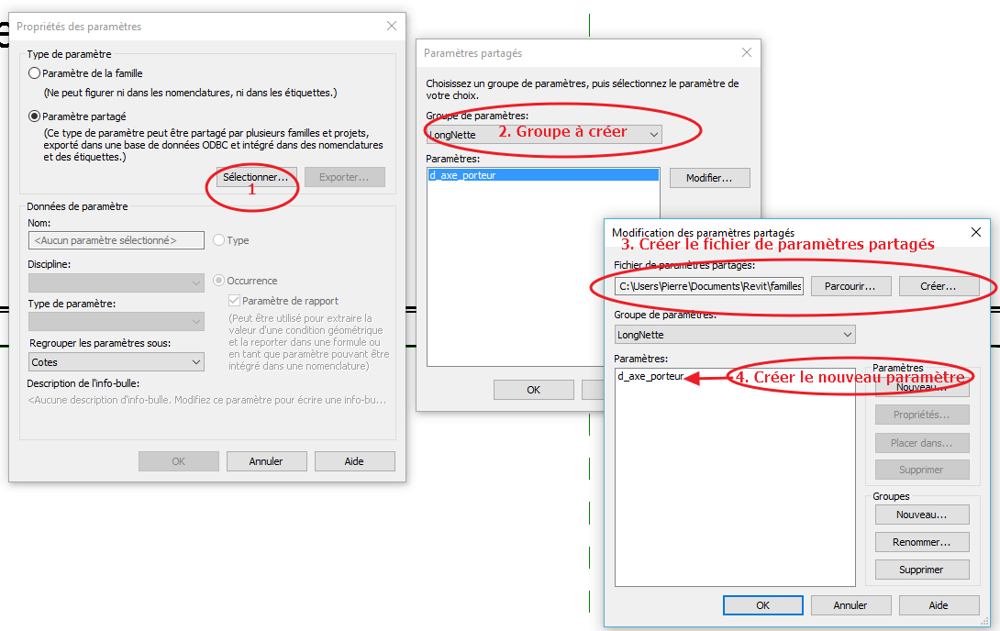 Propriétés des paramètres
Type de paramètre
Paramètre de la famille
(Ne peut figurer ni dans les nomenclatures, ni dans les étiquettes.)
Paramètre partagé
(Ce type de paramètre peut être partagé par plusieurs familles et projets,
exporté dans une base de données ODBC et intégré dans des nomenclatures
et des étiquettes.)
Sélectionner...
Exporter...
1
Données de paramètre
Nom:
<Aucun paramètre sélectionné>
Type
Discipline:
Occurrence
Type de paramètre:
Paramètre de rapport
(Peut être utilisé pour extraire la
valeur d'une condition géométrique
et la reporter dans une formule ou
en tant que paramètre pouvant être
intégré dans une nomenclature)
Regrouper les paramètres sous:
Cotes
Description de l'info-bulle:
<Aucune description d'info-bulle. Modifiez ce paramètre pour écrire une info-bu...
OK
Annuler
Aide
Paramètres partagés
Choisissez un groupe de paramètres, puis sélectionnez le paramètre de
votre choix.
Groupe de paramètres:
LongNette
2. Groupe à créer
Paramètres:
d_axe_porteur
Modifier...
OK
Modification des paramètres partagés
3. Créer le fichier de paramètres partagés
Fichier de paramètres partagés:
C:\Users\Pierre\Documents\Revit\familles
Parcourir...
Créer...
Groupe de paramètres:
LongNette
Paramètres:
d_axe_porteur
4. Créer le nouveau paramètre
Paramètres
Nouveau...
Propriétés...
Placer dans...
Supprimer
Groupes
Nouveau...
Renommer...
Supprimer
OK
Annuler
Aide